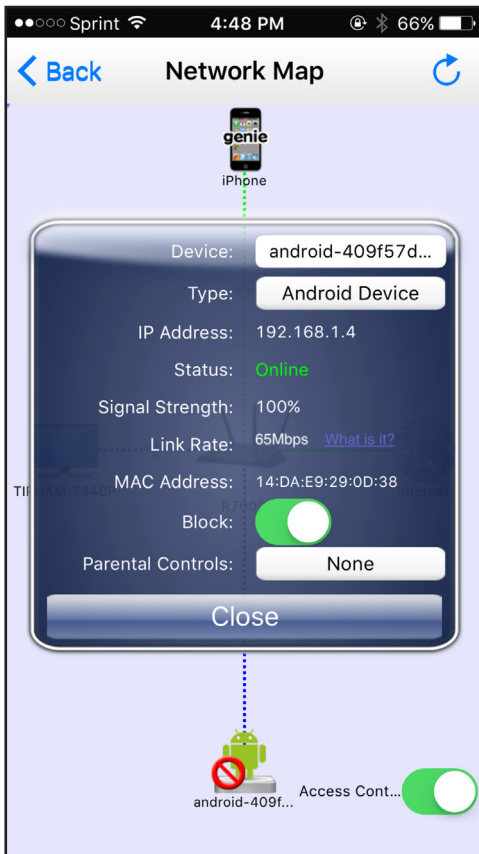 Sprint 4:48 PM 66%
Back Network Map
genie
iPhone
Device: android-409f57d...
Type: Android Device
IP Address: 192.168.1.4
Status: Online
Signal Strength: 100%
Link Rate: 65Mbps What is it?
MAC Address: 14:DA:E9:29:0D:38
Internet
Block:
Parental Controls: None
Close
android-409f...
Access Cont...